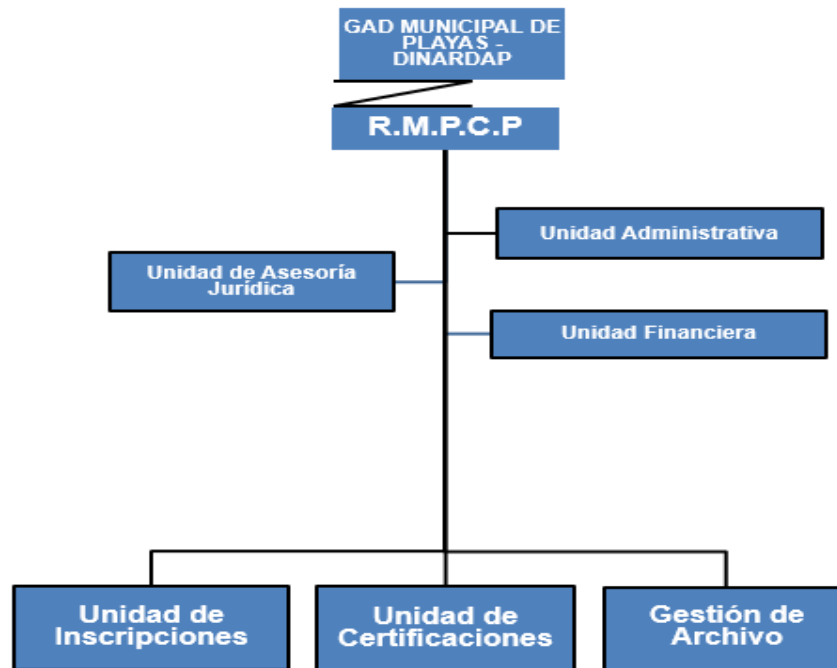 GAD MUNICIPAL DE
PLAYAS -
DINARDAP
R.M.P.C.P
Unidad Administrativa
Unidad de Asesoría
Jurídica
Unidad Financiera
Unidad de
Inscripciones
Unidad de
Certificaciones
Gestión de
Archivo